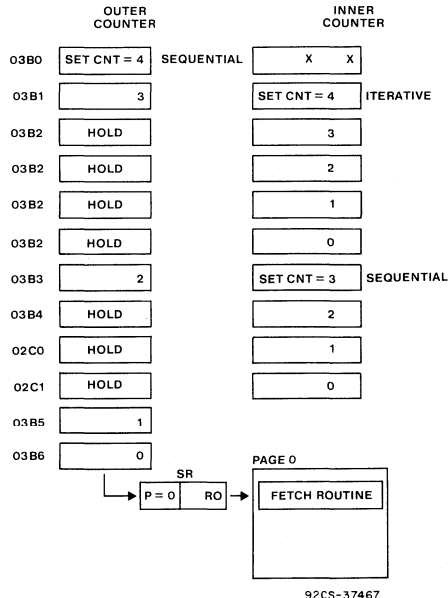 OUTER COUNTER INNER COUNTER
03B0 SET CNT = 4 SEQUENTIAL X X
03B1 3 SET CNT = 4 ITERATIVE
03B2 HOLD 3
03B2 HOLD 2
03B2 HOLD 1
03B2 HOLD 0
03B3 2 SET CNT = 3 SEQUENTIAL
03B4 HOLD 2
02C0 HOLD 1
02C1 HOLD 0
03B5 1
03B6 0
SR PAGE 0
P = 0 RO FETCH ROUTINE
92CS-37467